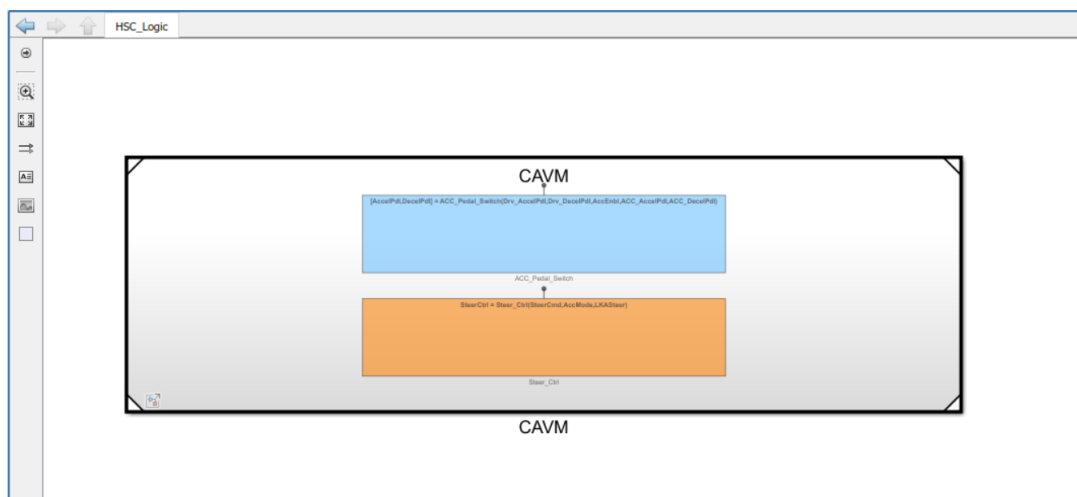 HSC_Logic
CAVM
[AccelPdl,DecelPdl] = ACC_Pedal_Switch(Drv_AccelPdl,Drv_DecelPdl,AccEnbl,ACC_AccelPdl,ACC_DecelPdl)
ACC_Pedal_Switch
SteerCtrl = Steer_Ctrl(SteerCmd,AccMode,LKASteer)
Steer_Ctrl
CAVM